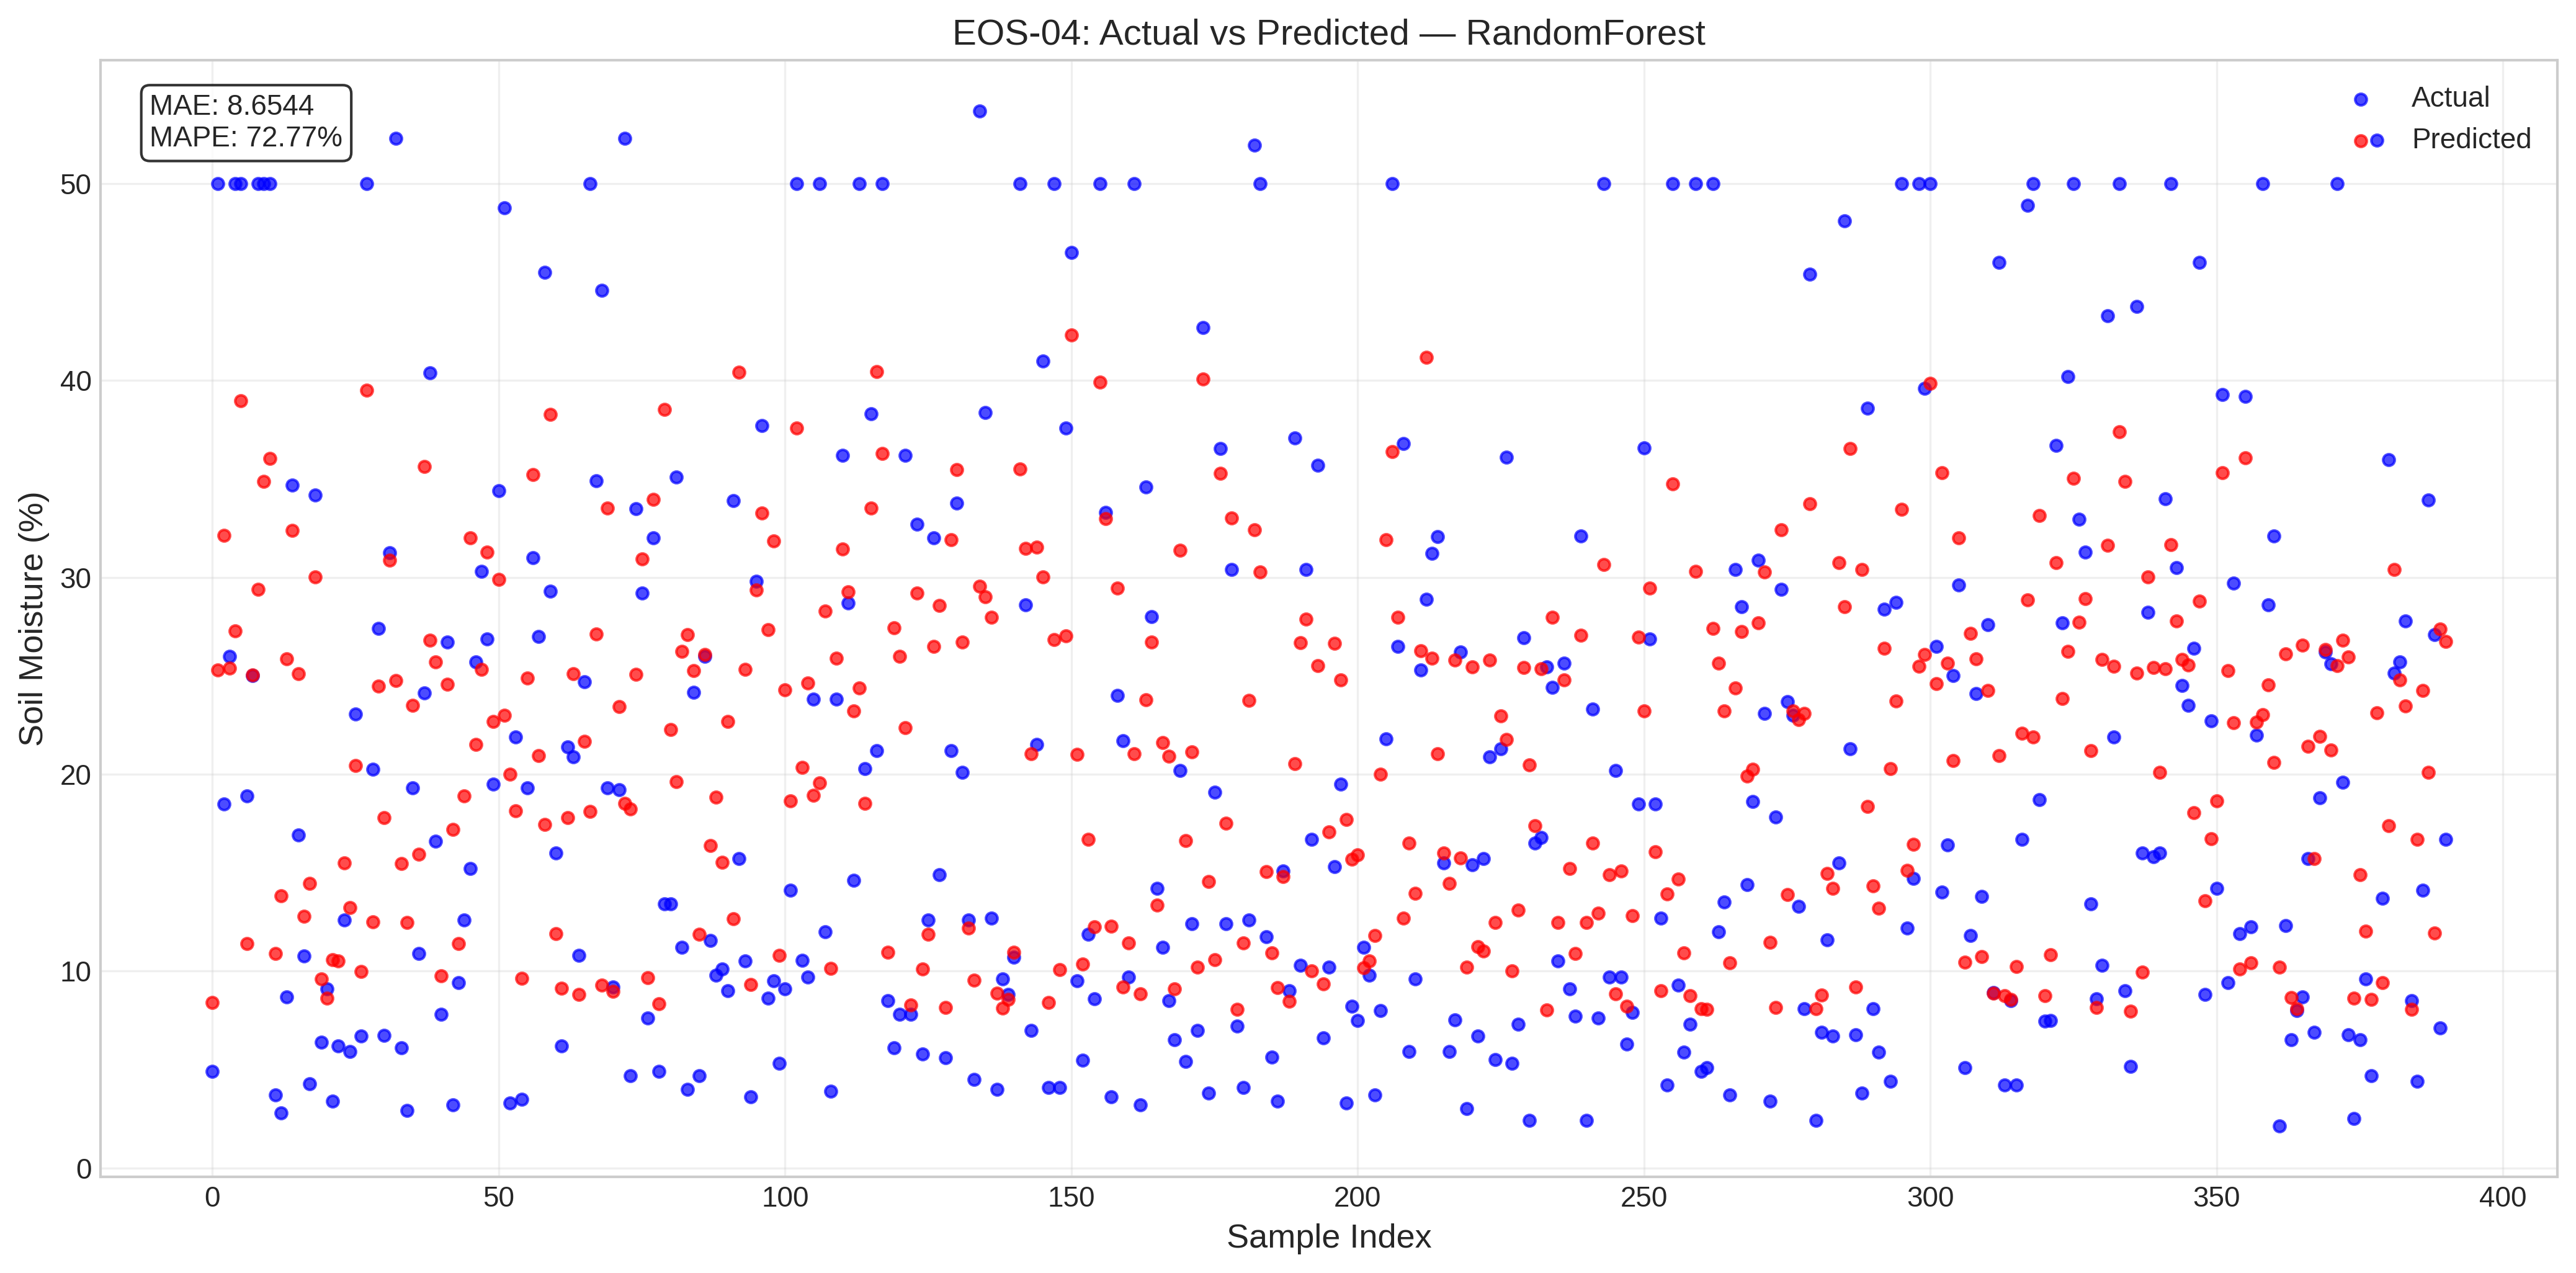 EOS-04: Actual vs Predicted — RandomForest
MAE: 8.6544
MAPE: 72.77%
Actual
Predicted
50
40
30
20
10
0
Soil Moisture (%)
0 50 100 150 200 250 300 350 400
Sample Index